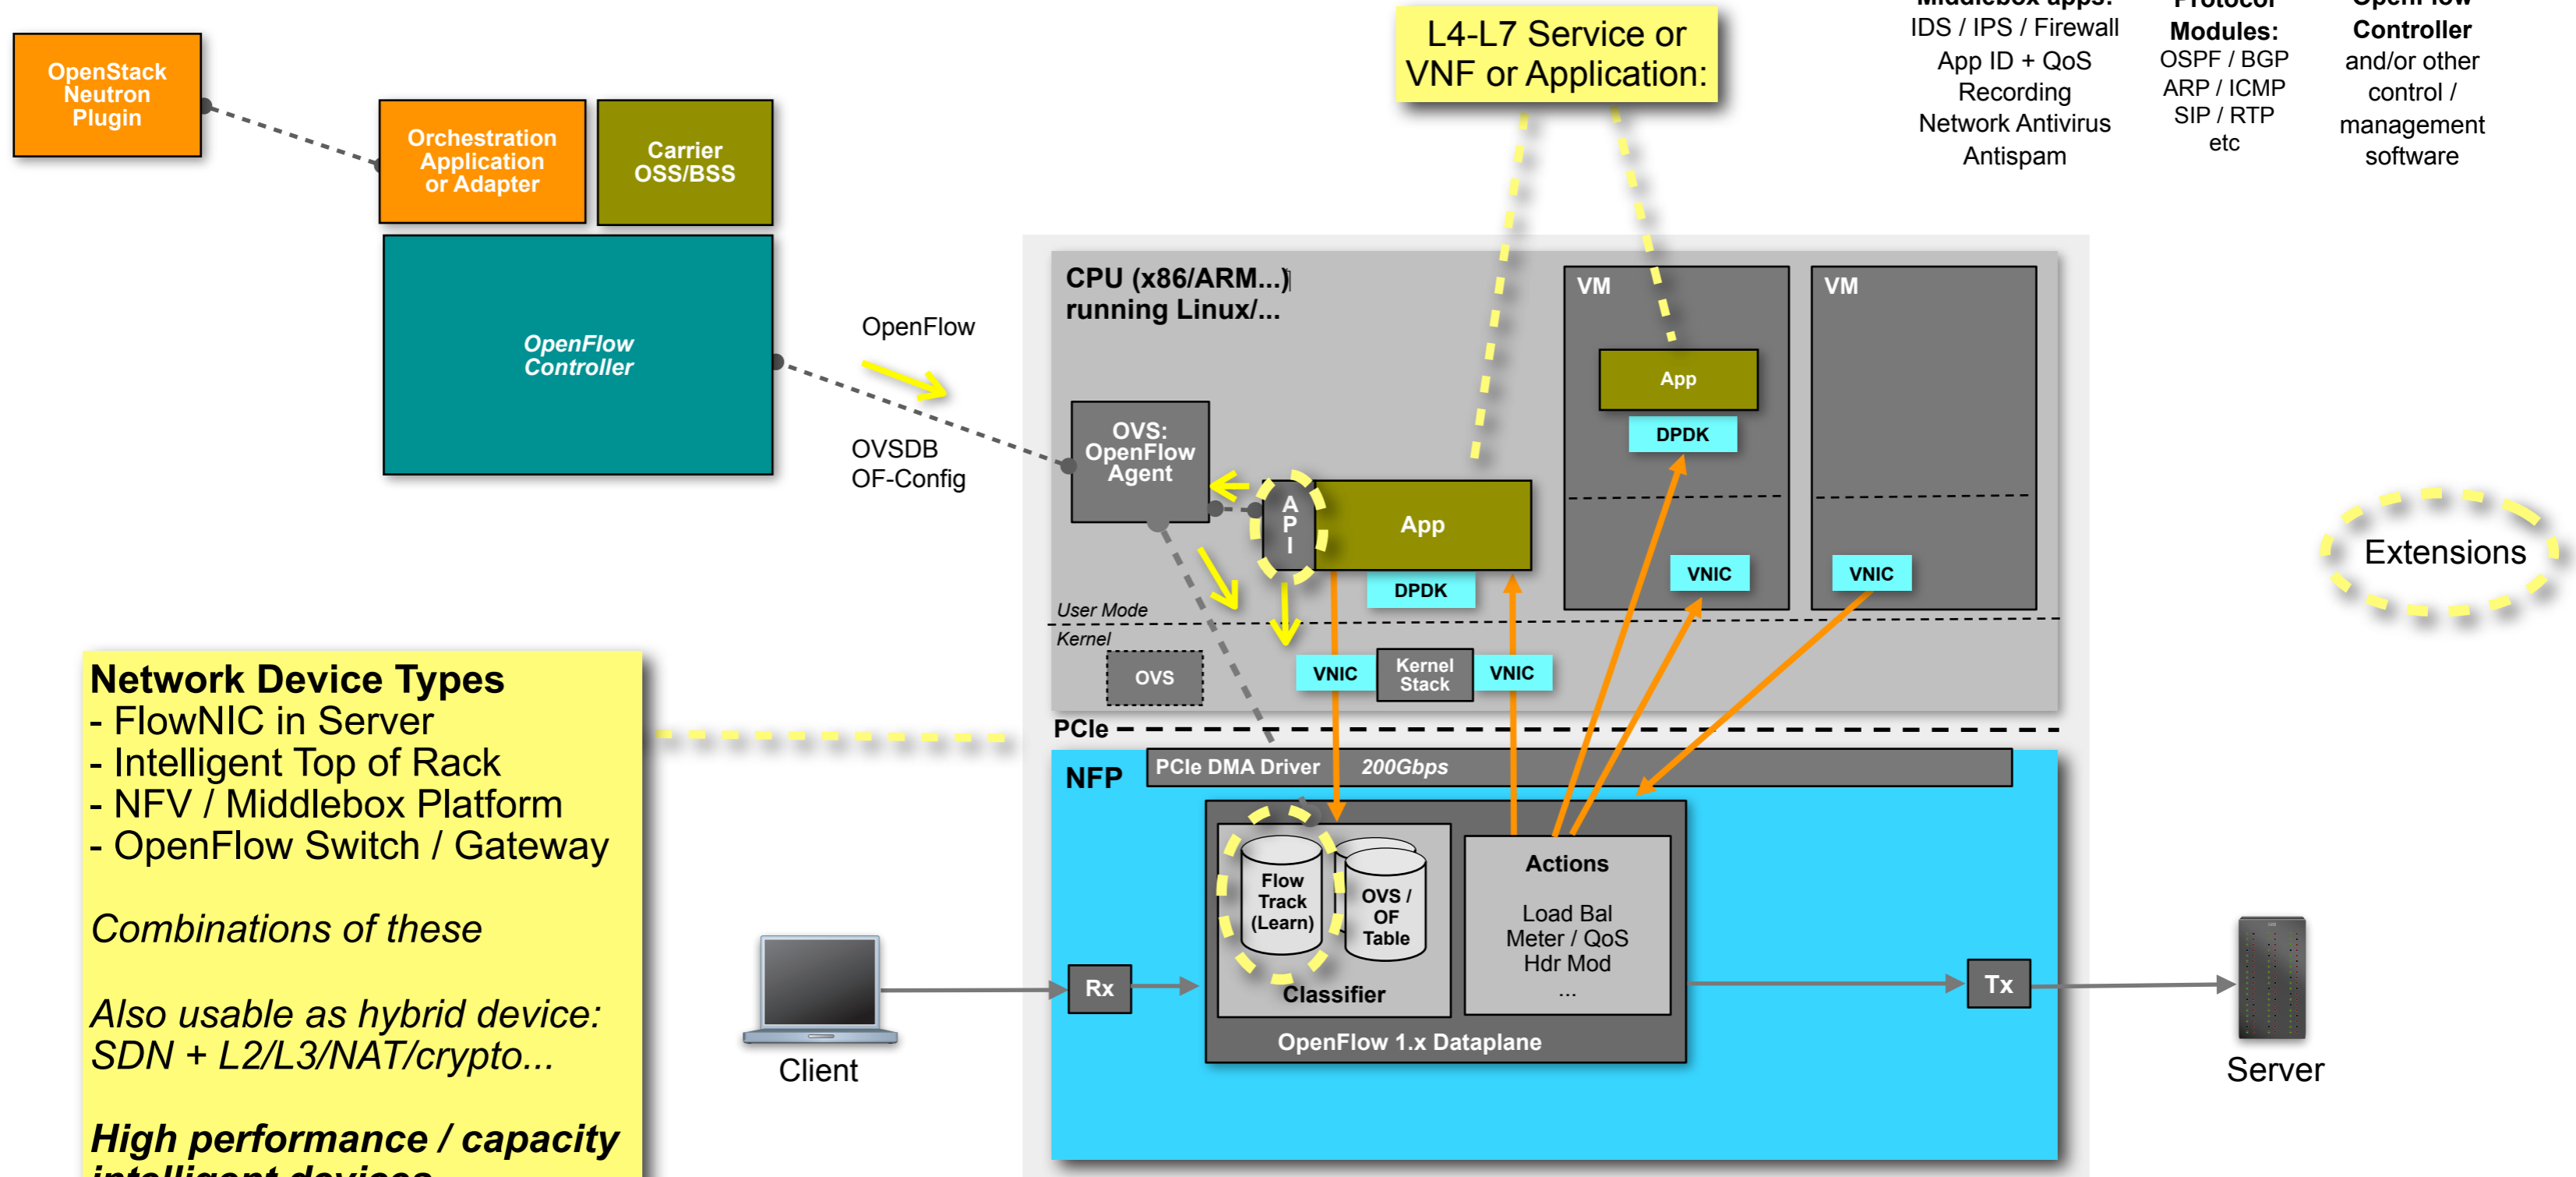 Middlebox apps:
IDS / IPS / Firewall
App ID + QoS
Recording
Network Antivirus
Antispam
Protocol
Modules:
OSPF / BGP
ARP / ICMP
SIP / RTP
etc
OpenFlow
Controller
and/or other
control /
management
software
L4-L7 Service or
VNF or Application:
OpenStack
Neutron
Plugin
Orchestration
Application
or Adapter
Carrier
OSS/BSS
OpenFlow
Controller
OpenFlow
OVSDB
OF-Config
CPU (x86/ARM...)
running Linux/...
VM
App
DPDK
VNIC
VM
VNIC
OVS:
OpenFlow
Agent
A
P
I
App
DPDK
User Mode
Kernel
OVS
VNIC
Kernel
Stack
VNIC
Extensions
PCIe
NFP
PCIe DMA Driver 200Gbps
Flow
Track
(Learn)
OVS /
OF
Table
Classifier
Actions
Load Bal
Meter / QoS
Hdr Mod
...
OpenFlow 1.x Dataplane
Rx
Tx
Client
Server
Network Device Types
- FlowNIC in Server
- Intelligent Top of Rack
- NFV / Middlebox Platform
- OpenFlow Switch / Gateway
Combinations of these
Also usable as hybrid device:
SDN + L2/L3/NAT/crypto...
High performance / capacity
intelligent devices